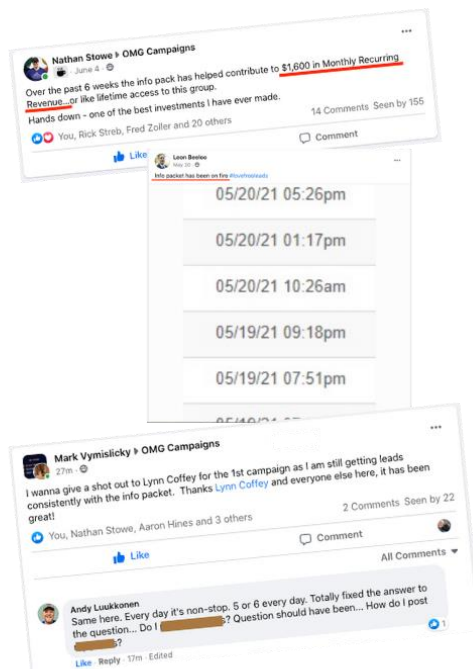 Nathan Stowe ▸ OMG Campaigns
June 4 ·
Over the past 6 weeks the info pack has helped contribute to $1,600 in Monthly Recurring
Revenue...or like lifetime access to this group.
Hands down - one of the best investments I have ever made.
You, Rick Streb, Fred Zoller and 20 others
14 Comments Seen by 155
Like
Comment
May 20 ·
Info packet has been on fire #lovefreeleads
05/20/21 05:26pm
05/20/21 01:17pm
05/20/21 10:26am
05/19/21 09:18pm
05/19/21 07:51pm
Mark Vymislicky ▸ OMG Campaigns
27m ·
I wanna give a shot out to Lynn Coffey for the 1st campaign as I am still getting leads
consistently with the info packet. Thanks Lynn Coffey and everyone else here, it has been
great!
You, Nathan Stowe, Aaron Hines and 3 others
2 Comments Seen by 22
Like
Comment
All Comments
Andy Luukkonen
Same here. Every day it's non-stop. 5 or 6 every day. Totally fixed the answer to
the question... Do I s? Question should have been... How do I post
s?
1
Like · Reply · 17m · Edited